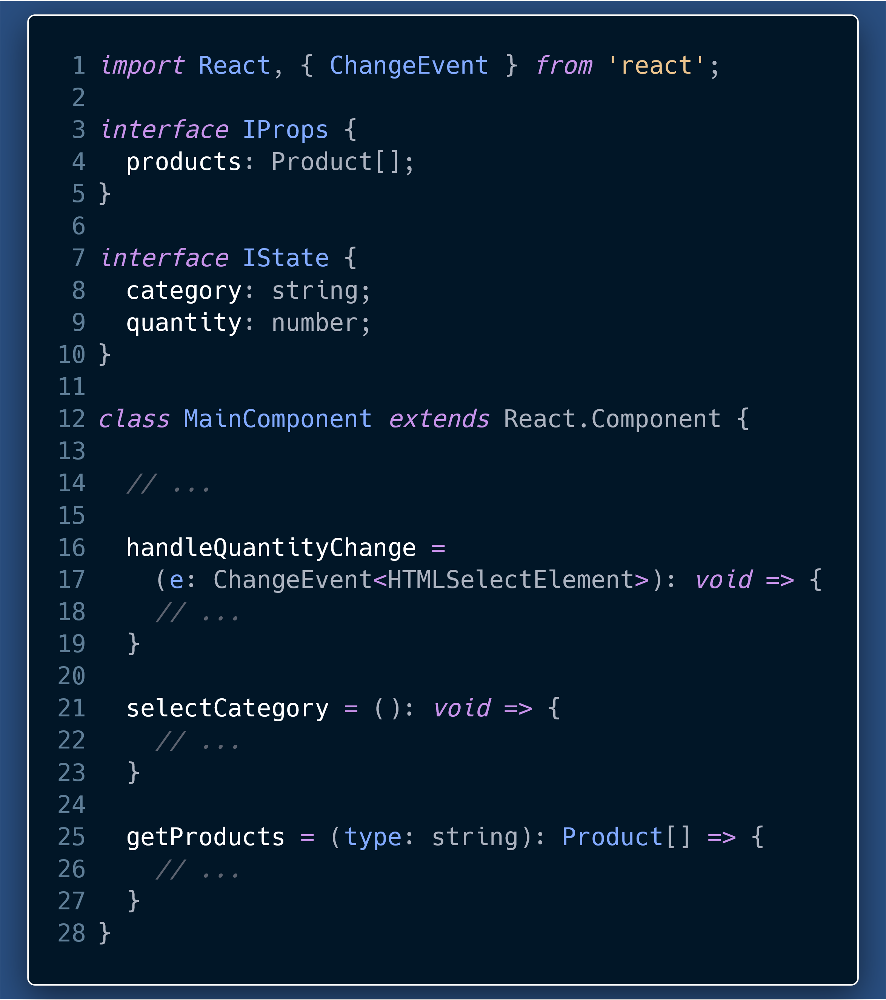 1 import React, { ChangeEvent } from 'react';
2
3 interface IProps {
4   products: Product[];
5 }
6
7 interface IState {
8   category: string;
9   quantity: number;
10 }
11
12 class MainComponent extends React.Component {
13
14   // ...
15
16   handleQuantityChange =
17     (e: ChangeEvent<HTMLSelectElement>): void => {
18     // ...
19   }
20
21   selectCategory = (): void => {
22     // ...
23   }
24
25   getProducts = (type: string): Product[] => {
26     // ...
27   }
28 }